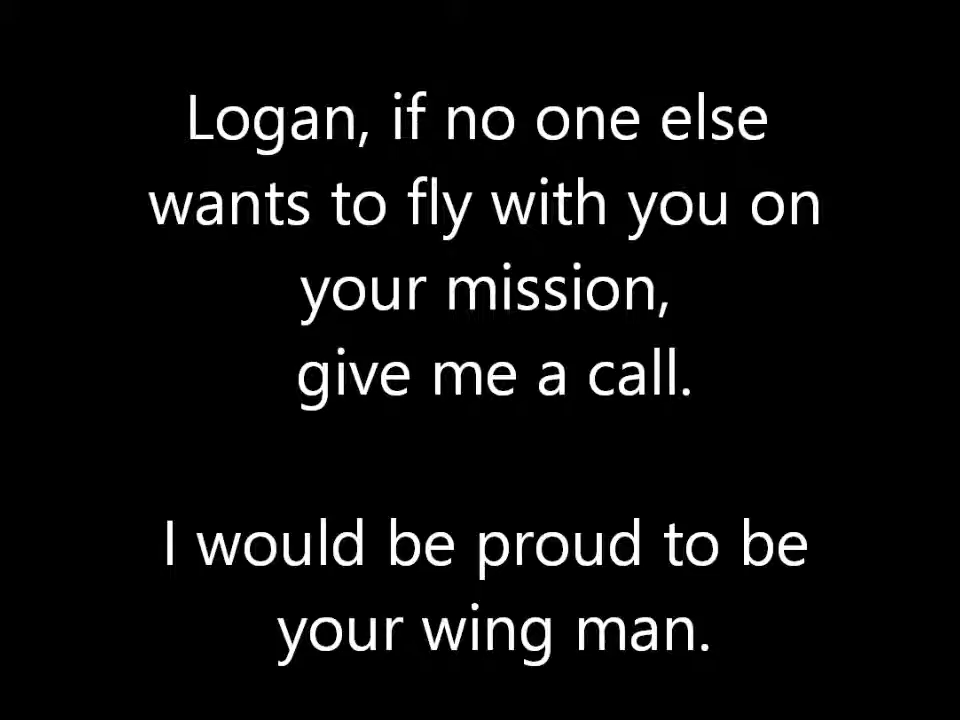 Logan, if no one else
wants to fly with you on
your mission,
give me a call.
I would be proud to be
your wing man.